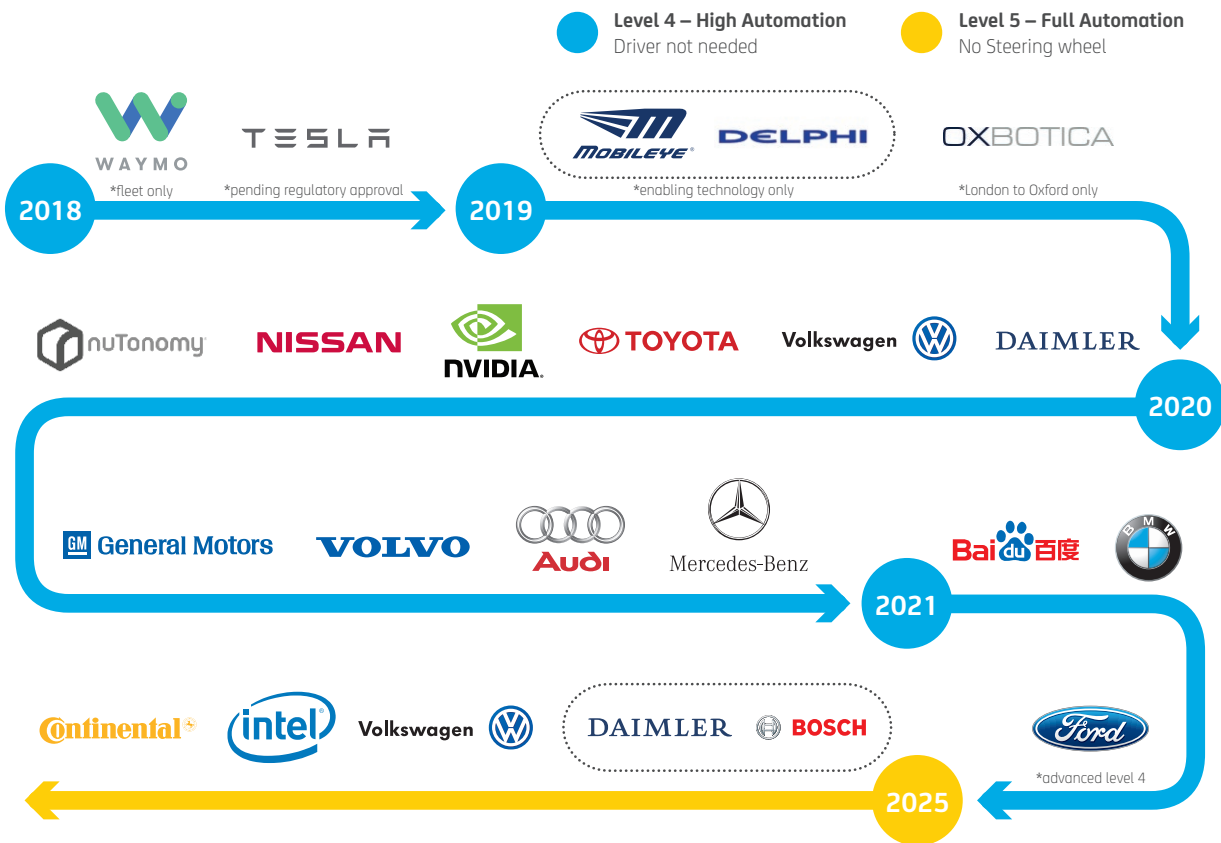 Level 4 – High Automation
Driver not needed
Level 5 – Full Automation
No Steering wheel
WAYMO
*fleet only
TESLA
*pending regulatory approval
MOBILEYE®
DELPHI
*enabling technology only
OXBOTICA
*London to Oxford only
2018
2019
nuTonomy
NISSAN
NVIDIA.
TOYOTA
Volkswagen
DAIMLER
2020
GM General Motors
VOLVO
Audi
Mercedes-Benz
Bai du 百度
BMW
2021
Continental
intel®
Volkswagen
DAIMLER
BOSCH
Ford
*advanced level 4
2025